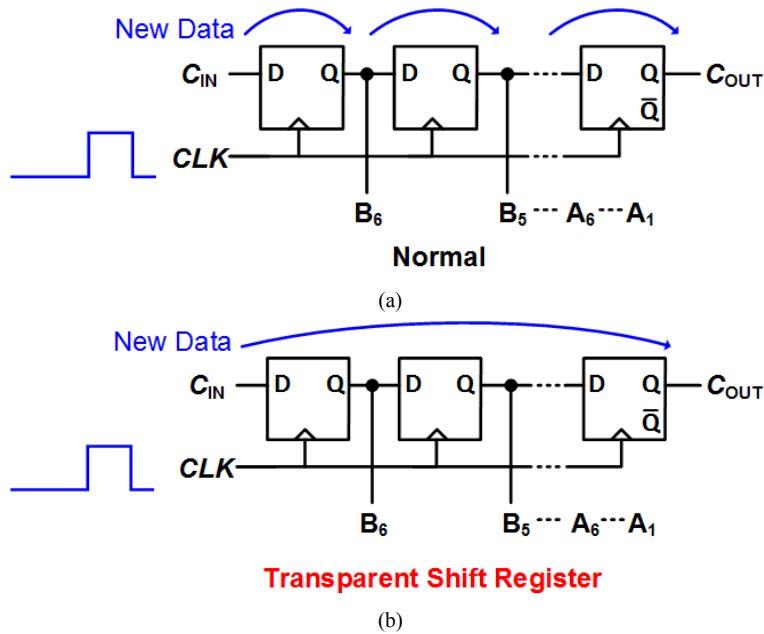 New Data
C_IN D Q D Q D Q C_OUT
Q̅
CLK
B₆ B₅ ---- A₆ --- A₁
Normal
(a)
New Data
C_IN D Q D Q D Q C_OUT
Q̅
CLK
B₆ B₅ ---- A₆ --- A₁
Transparent Shift Register
(b)